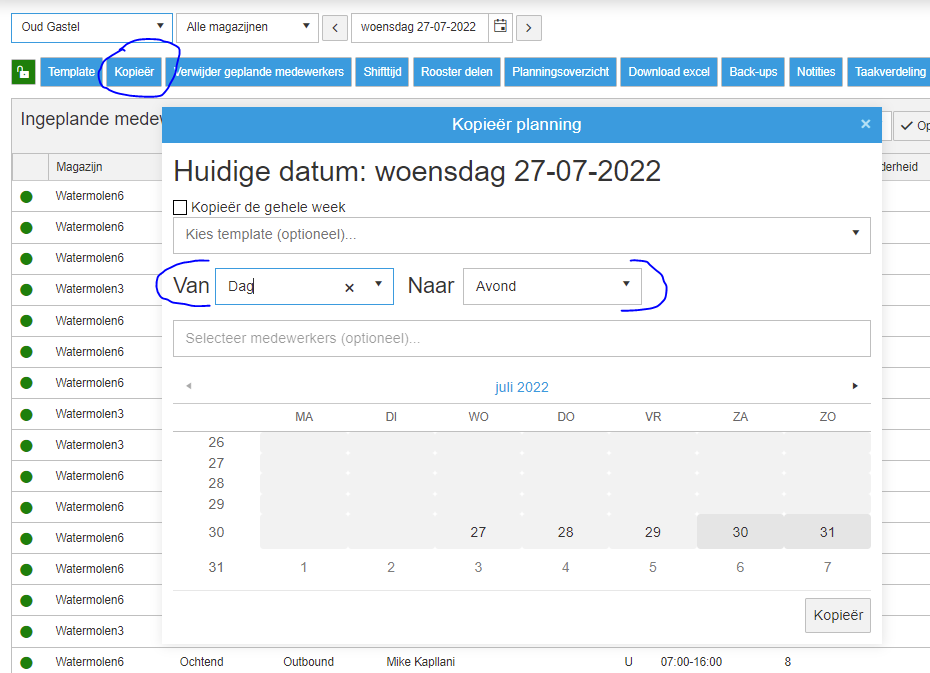 Oud Gastel Alle magazijnen woensdag 27-07-2022
Template Kopieër Verwijder geplande medewerkers Shifttijd Rooster delen Planningsoverzicht Download excel Back-ups Notities Taakverdeling
Ingeplande medew
Kopieër planning ×
Op
Magazijn
derheid
Huidige datum: woensdag 27-07-2022
Kopieër de gehele week
Kies template (optioneel)...
Van Dag × Naar Avond
Selecteer medewerkers (optioneel)...
juli 2022
MA DI WO DO VR ZA ZO
26
27
28
29
30 27 28 29 30 31
31 1 2 3 4 5 6 7
Kopieër
Watermolen6
Watermolen6
Watermolen6
Watermolen3
Watermolen6
Watermolen6
Watermolen6
Watermolen3
Watermolen3
Watermolen6
Watermolen6
Watermolen6
Watermolen6
Watermolen6
Watermolen3
Watermolen6 Ochtend Outbound Mike Kapllani U 07:00-16:00 8